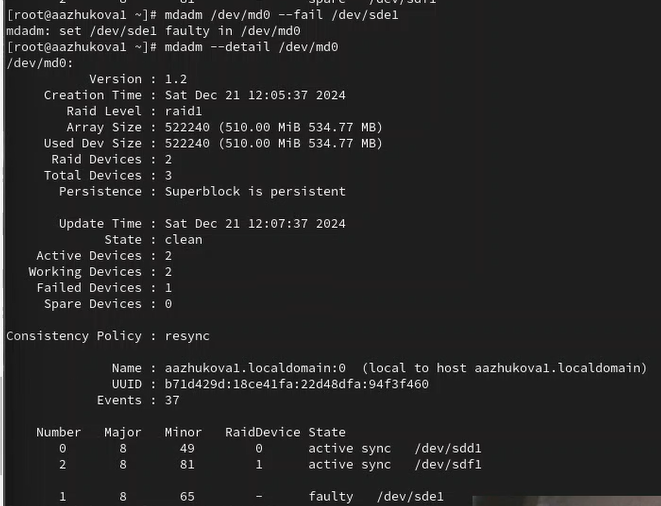 2 8 81 - spare /dev/sdf1
[root@aazhukova1 ~]# mdadm /dev/md0 --fail /dev/sde1
mdadm: set /dev/sde1 faulty in /dev/md0
[root@aazhukova1 ~]# mdadm --detail /dev/md0
/dev/md0:
Version : 1.2
Creation Time : Sat Dec 21 12:05:37 2024
Raid Level : raid1
Array Size : 522240 (510.00 MiB 534.77 MB)
Used Dev Size : 522240 (510.00 MiB 534.77 MB)
Raid Devices : 2
Total Devices : 3
Persistence : Superblock is persistent
Update Time : Sat Dec 21 12:07:37 2024
State : clean
Active Devices : 2
Working Devices : 2
Failed Devices : 1
Spare Devices : 0
Consistency Policy : resync
Name : aazhukova1.localdomain:0 (local to host aazhukova1.localdomain)
UUID : b71d429d:18ce41fa:22d48dfa:94f3f460
Events : 37
Number Major Minor RaidDevice State
0 8 49 0 active sync /dev/sdd1
2 8 81 1 active sync /dev/sdf1
1 8 65 - faulty /dev/sde1